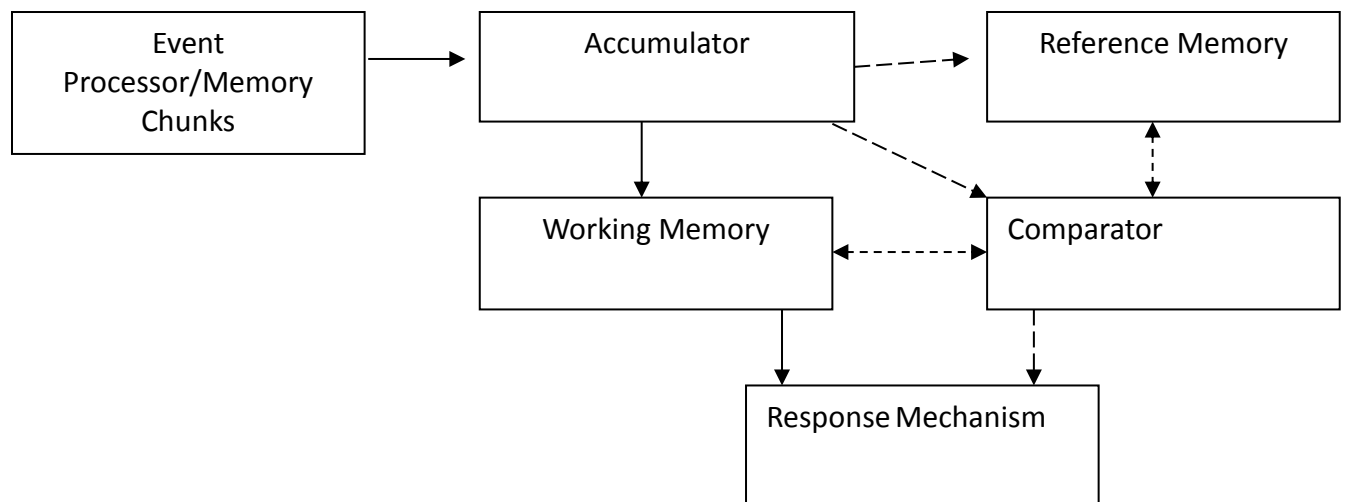 Event
Processor/Memory
Chunks
Accumulator
Reference Memory
Working Memory
Comparator
Response Mechanism